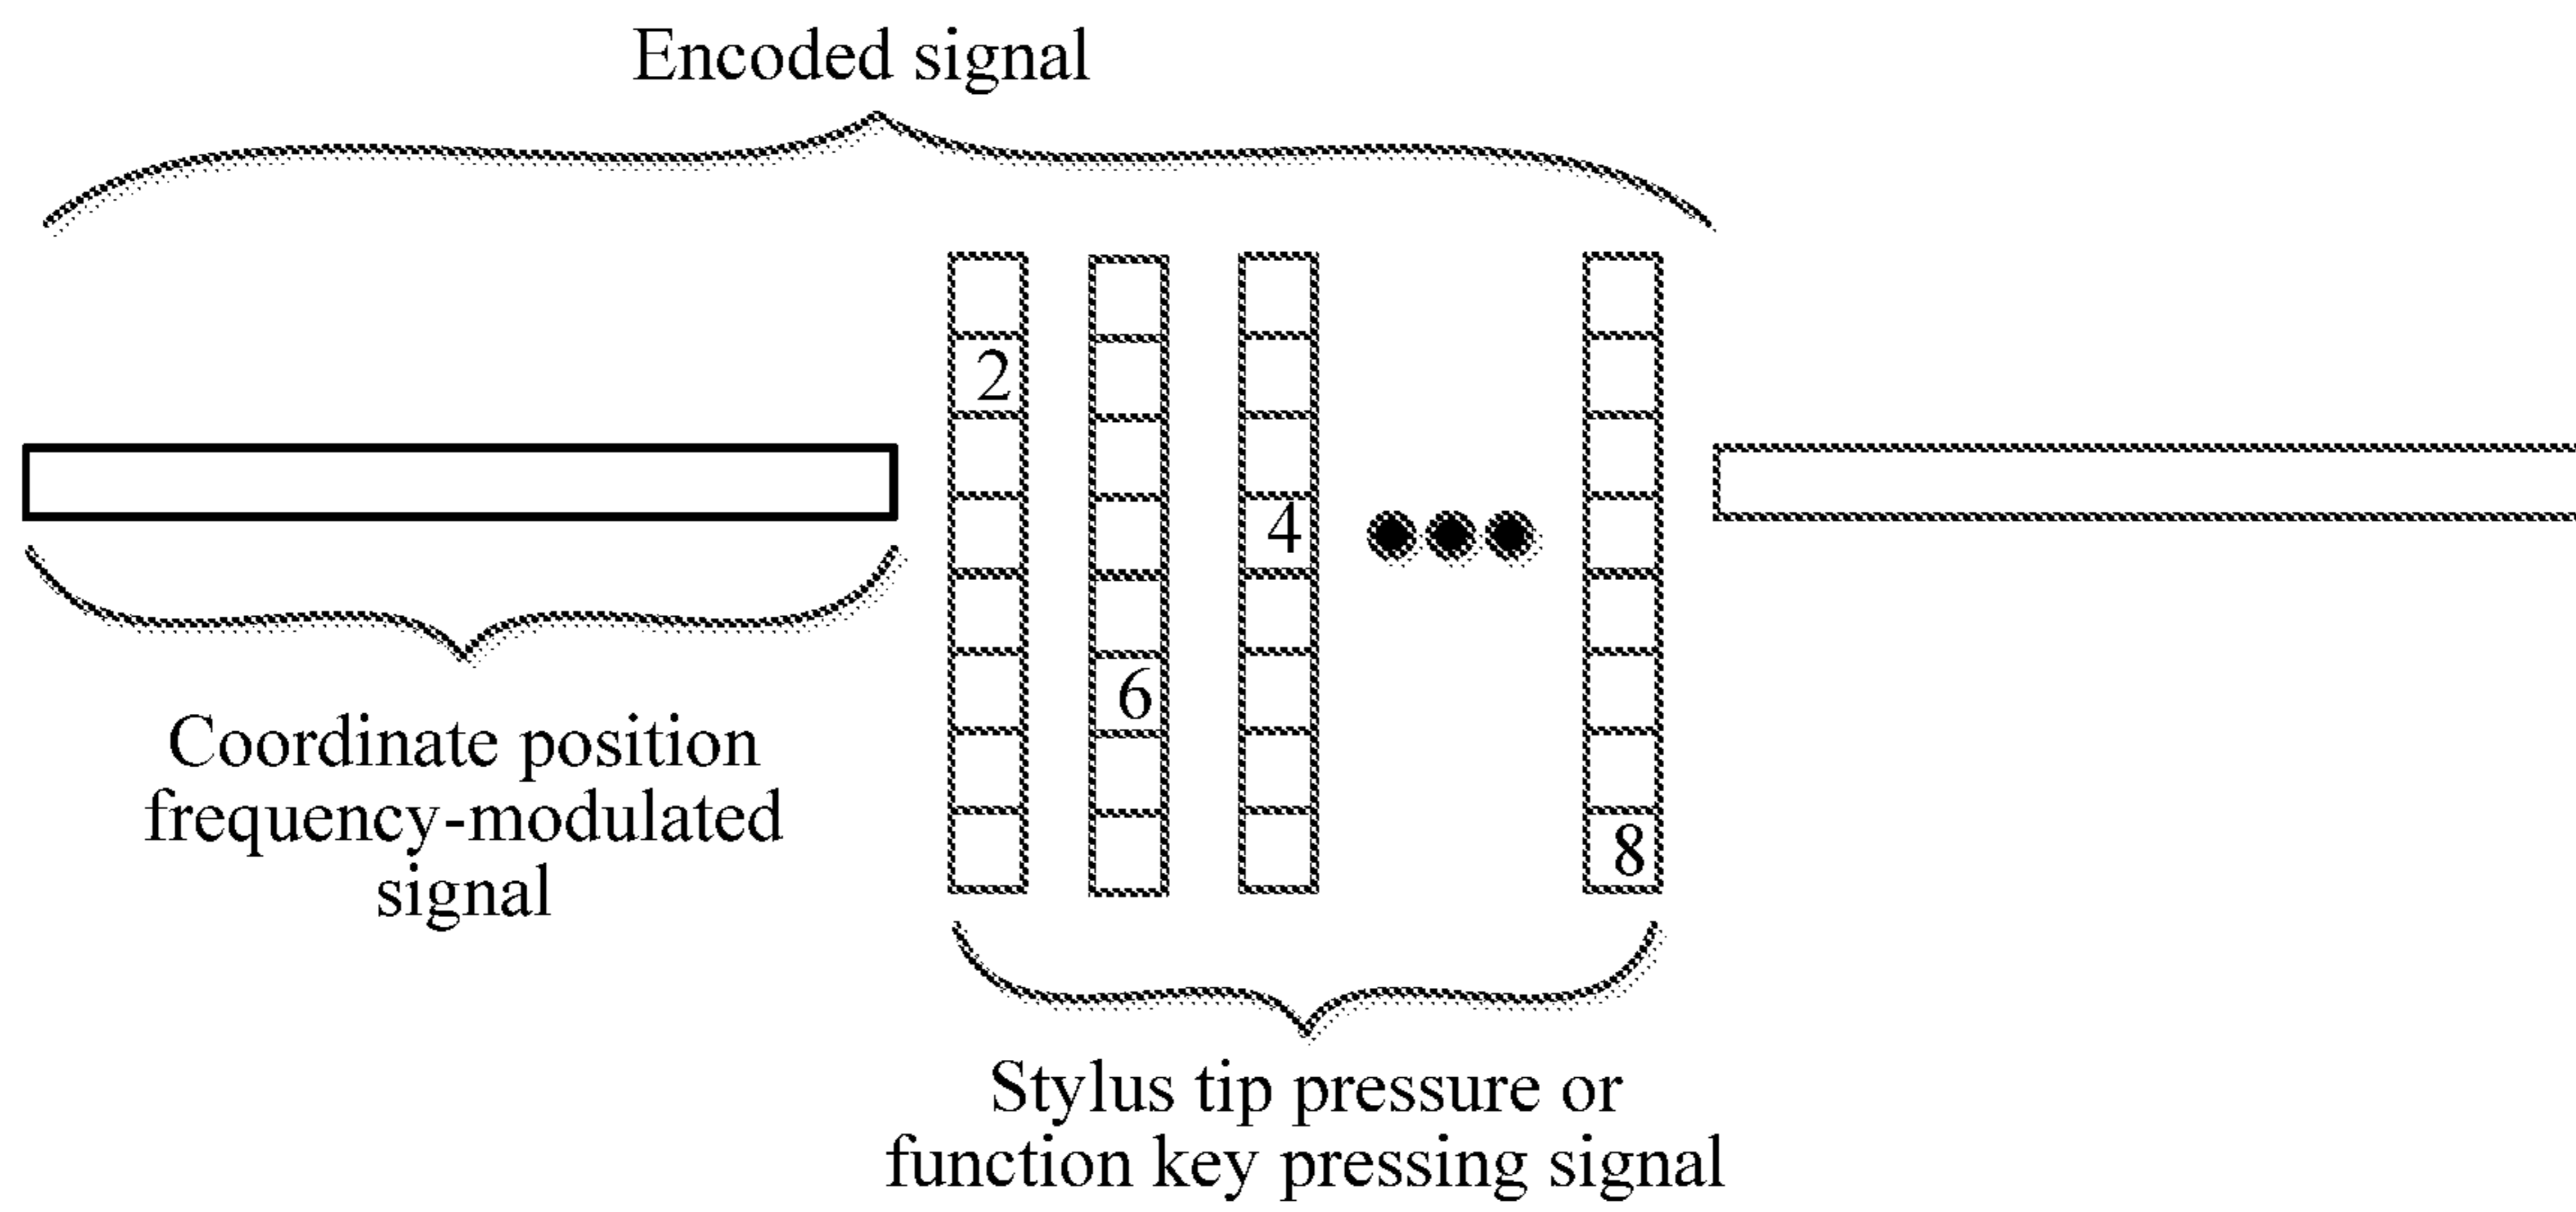 Encoded signal
2
4
6
8
Coordinate position
frequency-modulated
signal
Stylus tip pressure or
function key pressing signal